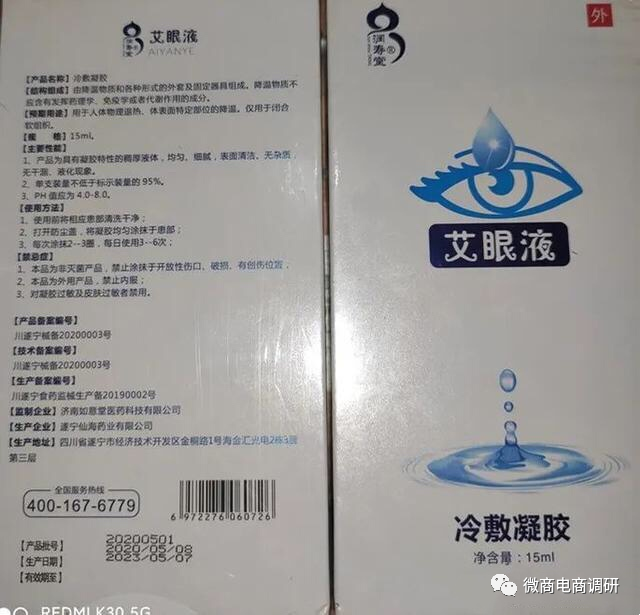 润寿堂
艾眼液
AIYANYE
【产品名称】冷敷凝胶
【结构组成】由降温物质和各种形式的外套及固定器具组成。降温物质不
应含有发挥药理学、免疫学或者代谢作用的成分。
【预期用途】用于人体物理退热、体表面特定部位的降温。仅用于闭合
软组织。
【规 格】15ml。
【主要性能】
1、产品为具有凝胶特性的稠厚液体，均匀、细腻，表面清洁、无杂质，
无干涸、液化现象。
2、单支装量不低于标示装量的 95%。
3、PH 值应为 4.0-8.0。
【使用方法】
1、使用前将相应患部清洗干净；
2、打开防尘盖，将凝胶均匀涂抹于患部；
3、每次涂抹2--3圈，每日使用3--6次；
【禁忌症】
1、本品为非灭菌产品，禁止涂抹于开放性伤口、破损、有创伤位置，
2、本品为外用产品，禁止内服；
3、对凝胶过敏及皮肤过敏者禁用。
【产品备案编号】
川遂宁械备20200003号
【技术备案编号】
川遂宁械备20200003号
【生产备案编号】
川遂宁食药监械生产备20190002号
【监制企业】济南如意堂医药科技有限公司
【生产企业】遂宁仙海药业有限公司
【生产地址】四川省遂宁市经济技术开发区金桐路1号海金汇光电2栋3层
第三层
全国服务热线
400-167-6779
6 972276 060726
【产品批号】 20200501
【生产日期】 2020/05/08
【有效期至】 2023/05/07
REDMI K30 5G
润寿堂
®
外
艾眼液
冷敷凝胶
净含量：15ml
微商电商调研